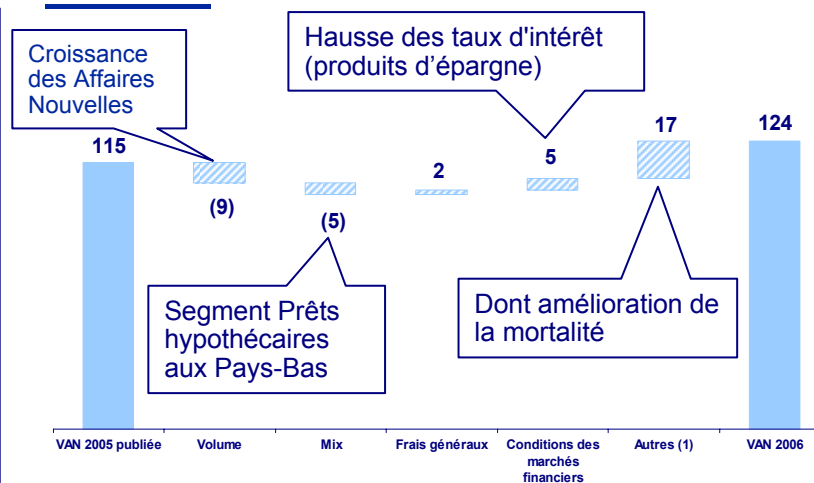 Croissance
des Affaires
Nouvelles
Hausse des taux d'intérêt
(produits d'épargne)
115
(9)
(5)
2
5
17
124
Segment Prêts
hypothécaires
aux Pays-Bas
Dont amélioration de
la mortalité
VAN 2005 publiée
Volume
Mix
Frais généraux
Conditions des
marchés
financiers
Autres (1)
VAN 2006